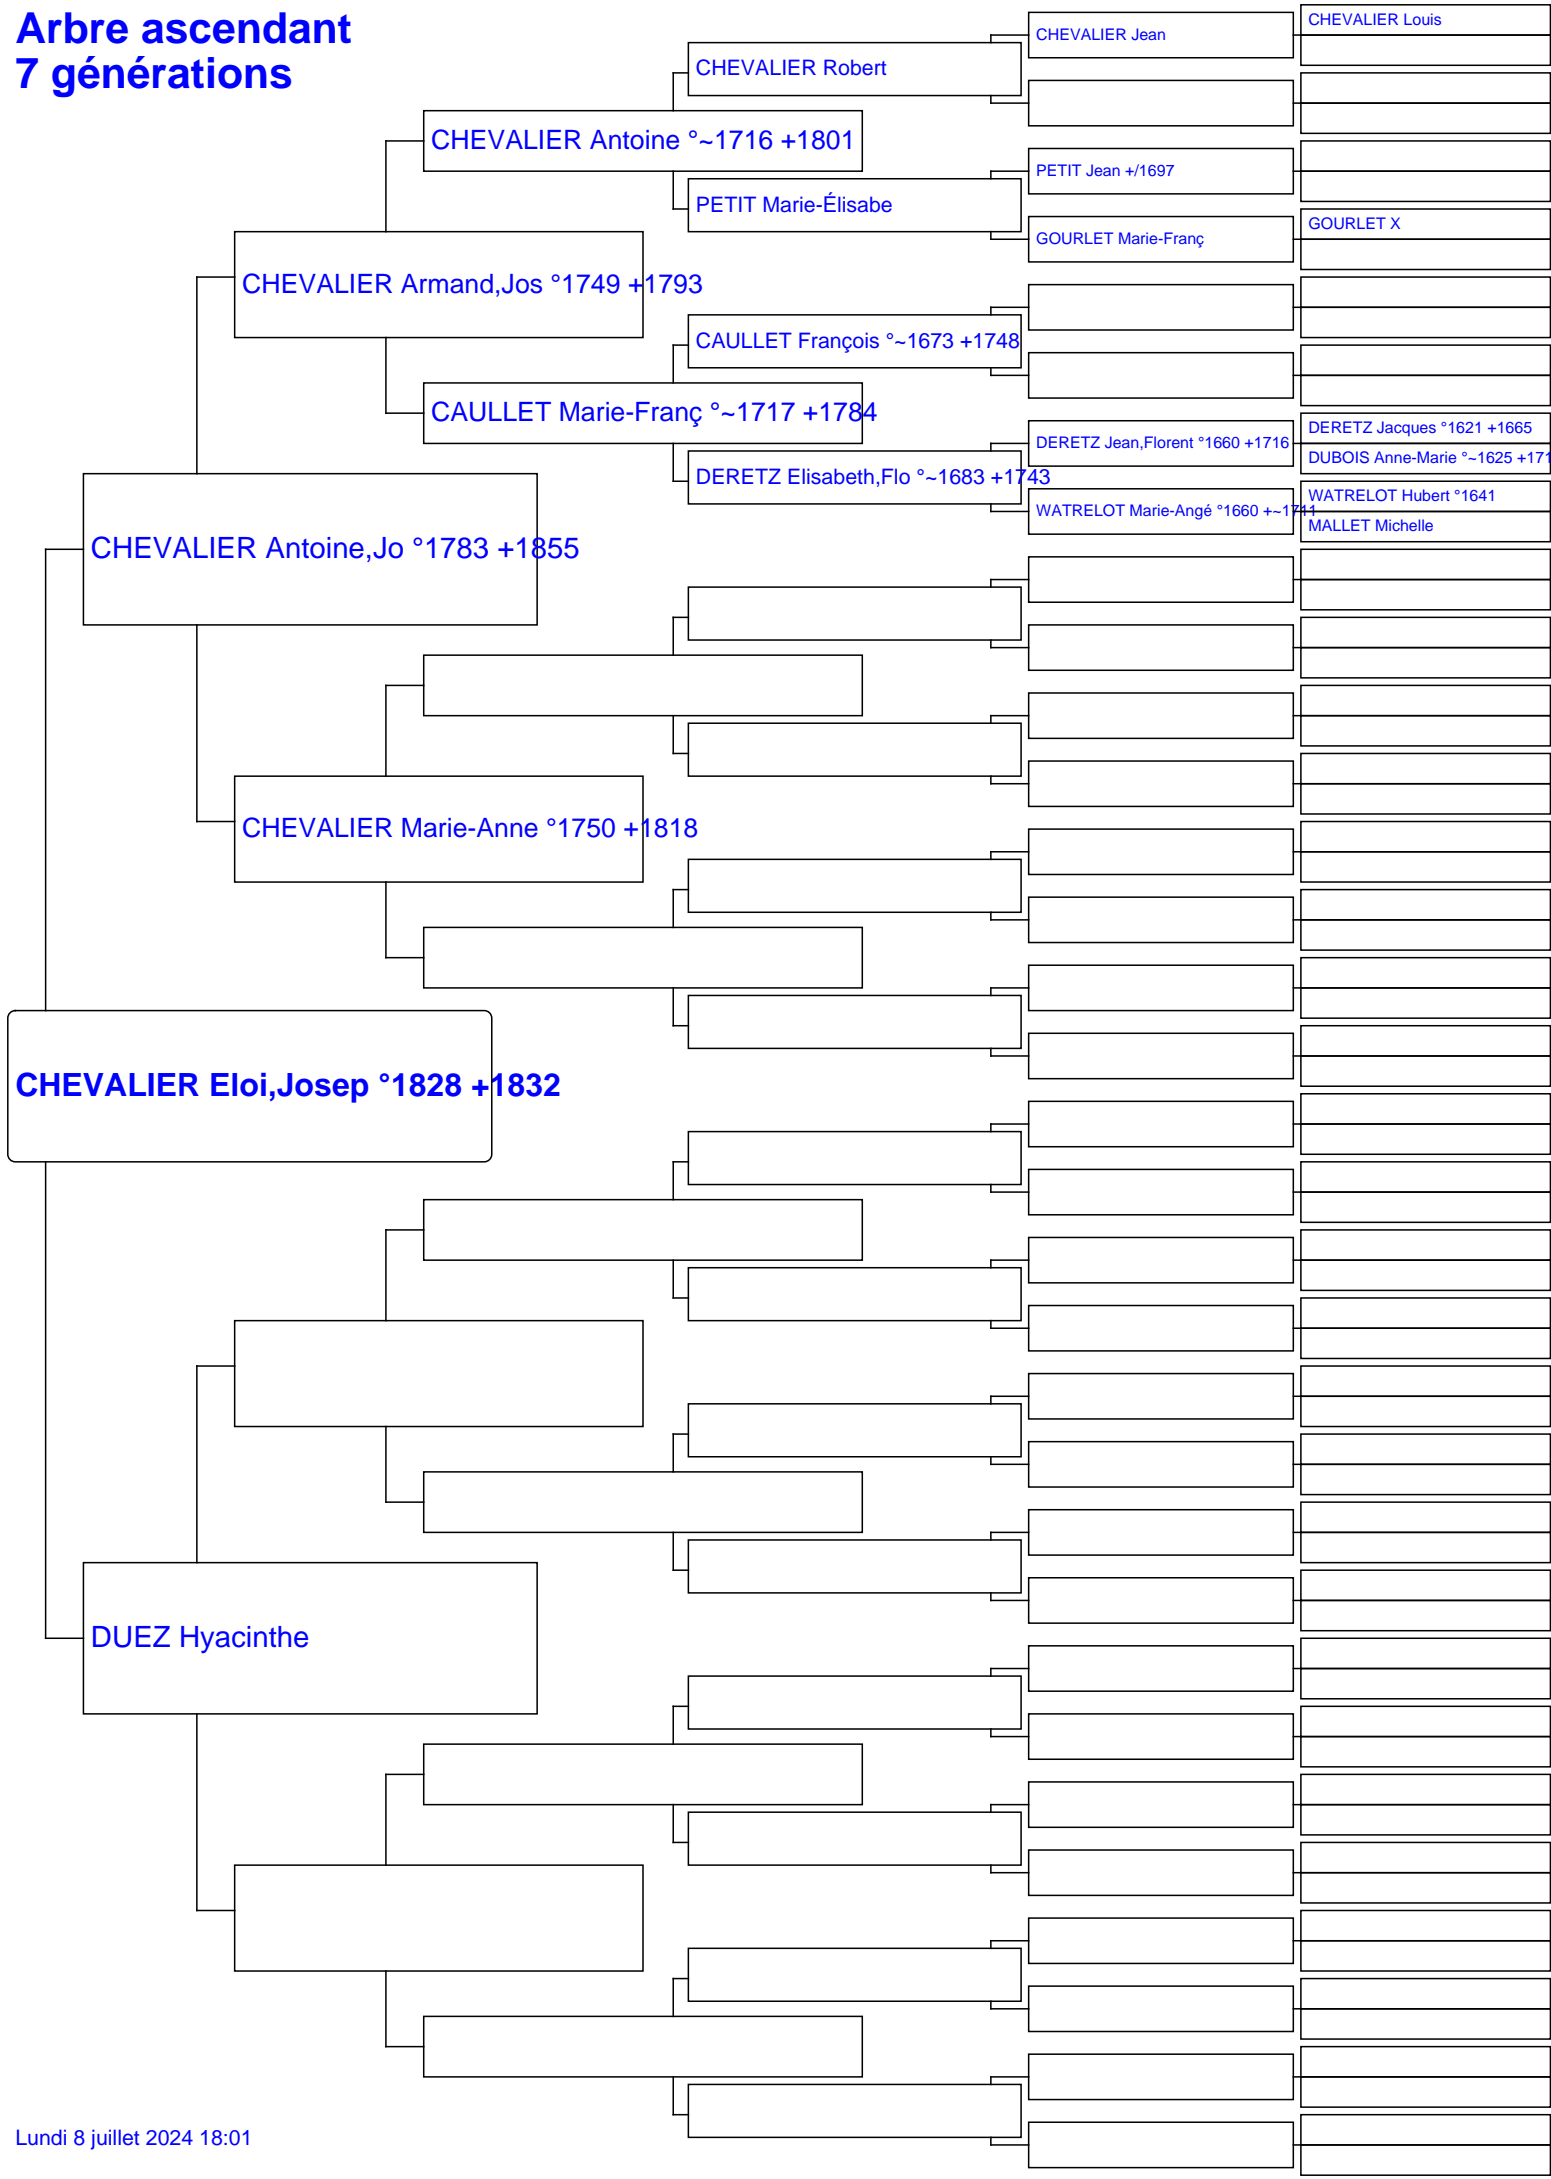 Arbre ascendant
7 générations
CHEVALIER Eloi,Josep °1828 +1832
CHEVALIER Antoine,Jo °1783 +1855
DUEZ Hyacinthe
CHEVALIER Armand,Jos °1749 +1793
CHEVALIER Marie-Anne °1750 +1818
CHEVALIER Antoine °~1716 +1801
CAULLET Marie-Franç °~1717 +1784
CHEVALIER Robert
PETIT Marie-Élisabe
CAULLET François °~1673 +1748
DERETZ Elisabeth,Flo °~1683 +1743
CHEVALIER Jean
PETIT Jean +/1697
GOURLET Marie-Franç
DERETZ Jean,Florent °1660 +1716
WATRELOT Marie-Angé °1660 +~1711
CHEVALIER Louis
GOURLET X
DERETZ Jacques °1621 +1665
DUBOIS Anne-Marie °~1625 +171
WATRELOT Hubert °1641
MALLET Michelle
Lundi 8 juillet 2024 18:01